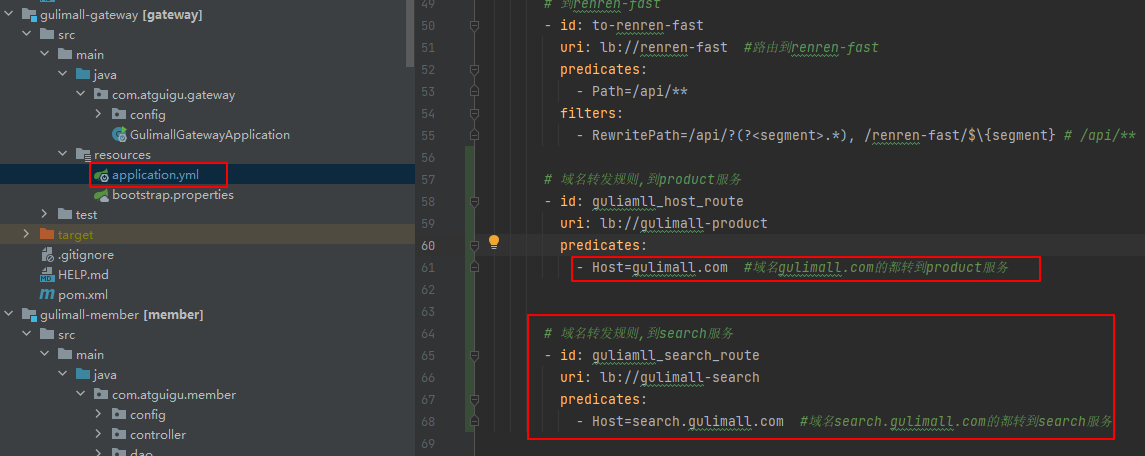 gulimall-gateway [gateway]
src
main
java
com.atguigu.gateway
config
GulimallGatewayApplication
resources
application.yml
bootstrap.properties
test
target
.gitignore
HELP.md
pom.xml
gulimall-member [member]
src
main
java
com.atguigu.member
config
controller
dao
49 # 到renren-fast
50 - id: to-renren-fast
51 uri: lb://renren-fast #路由到renren-fast
52 predicates:
53 - Path=/api/**
54 filters:
55 - RewritePath=/api/?(?<segment>.*), /renren-fast/$\{segment} # /api/**
56
57 # 域名转发规则,到product服务
58 - id: guliamll_host_route
59 uri: lb://gulimall-product
60 predicates:
61 - Host=gulimall.com #域名gulimall.com的都转到product服务
62
63
64 # 域名转发规则,到search服务
65 - id: guliamll_search_route
66 uri: lb://gulimall-search
67 predicates:
68 - Host=search.gulimall.com #域名search.gulimall.com的都转到search服务
69